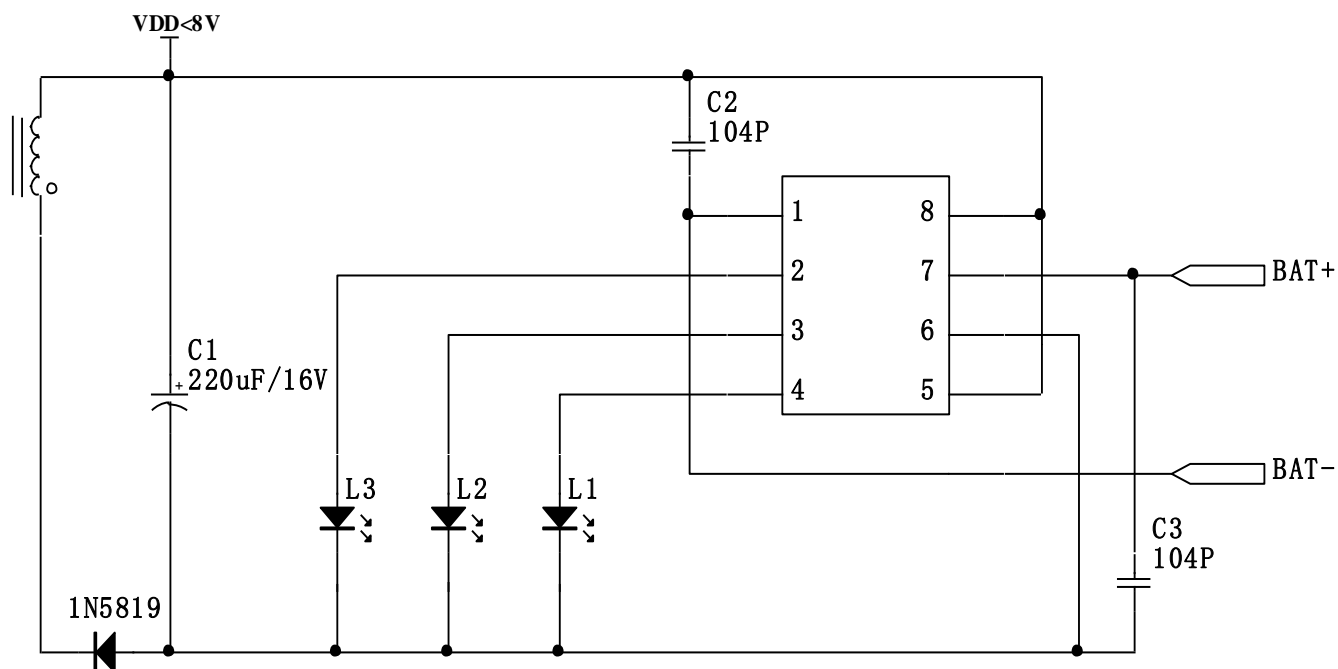 VDD<8V
C2
104P
1
8
2
7
BAT+
3
6
C1
+
220uF/16V
4
5
BAT-
L3
L2
L1
C3
104P
1N5819